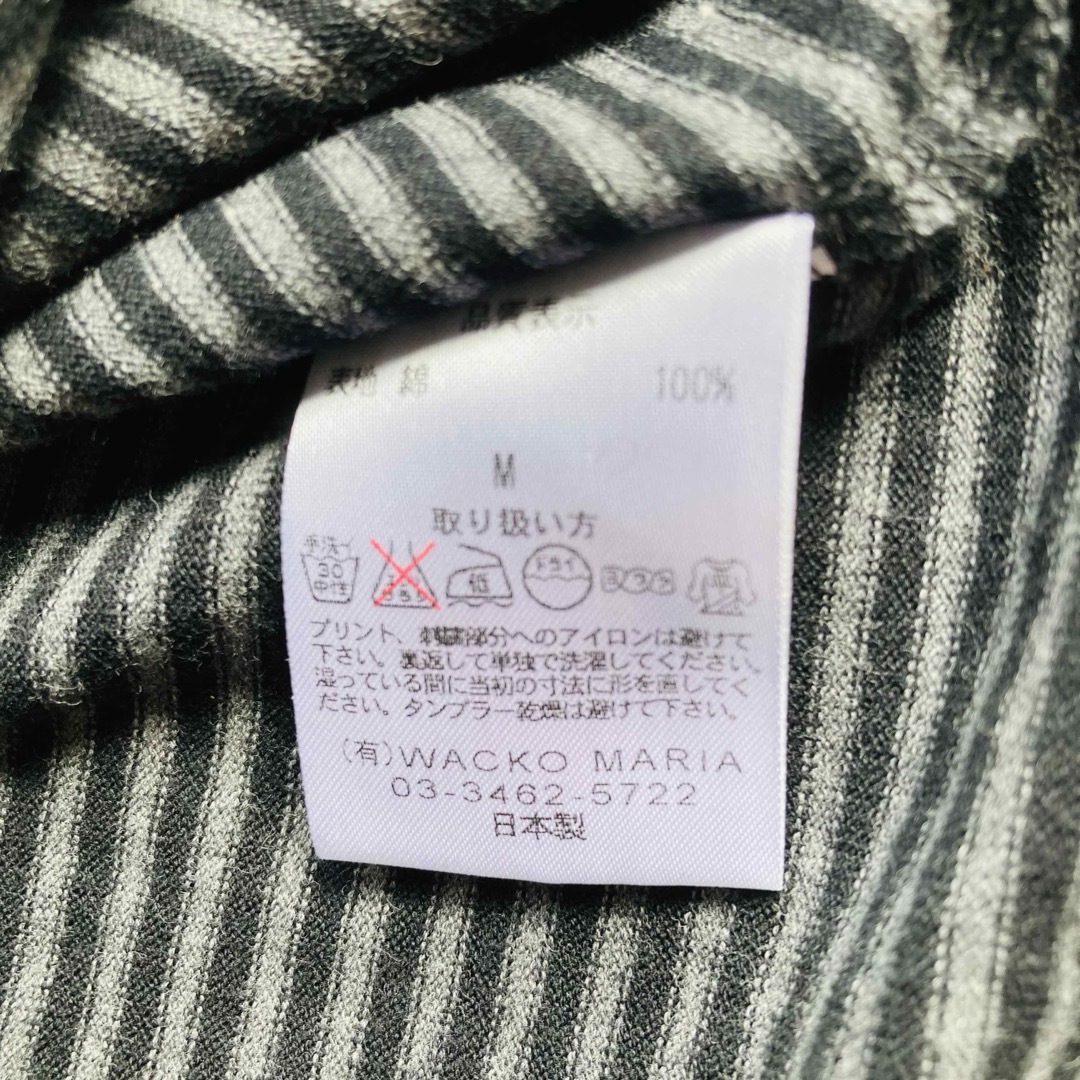 品質表示
表地 綿 100%
M
取り扱い方
手洗イ 30 中性
低
ドライ
プリント、刺繍部分へのアイロンは避けて
下さい。裏返して単独で洗濯してください。
湿っている間に当初の寸法に形を直してく
ださい。タンブラー乾燥は避けて下さい。
(有)WACKO MARIA
03-3462-5722
日本製